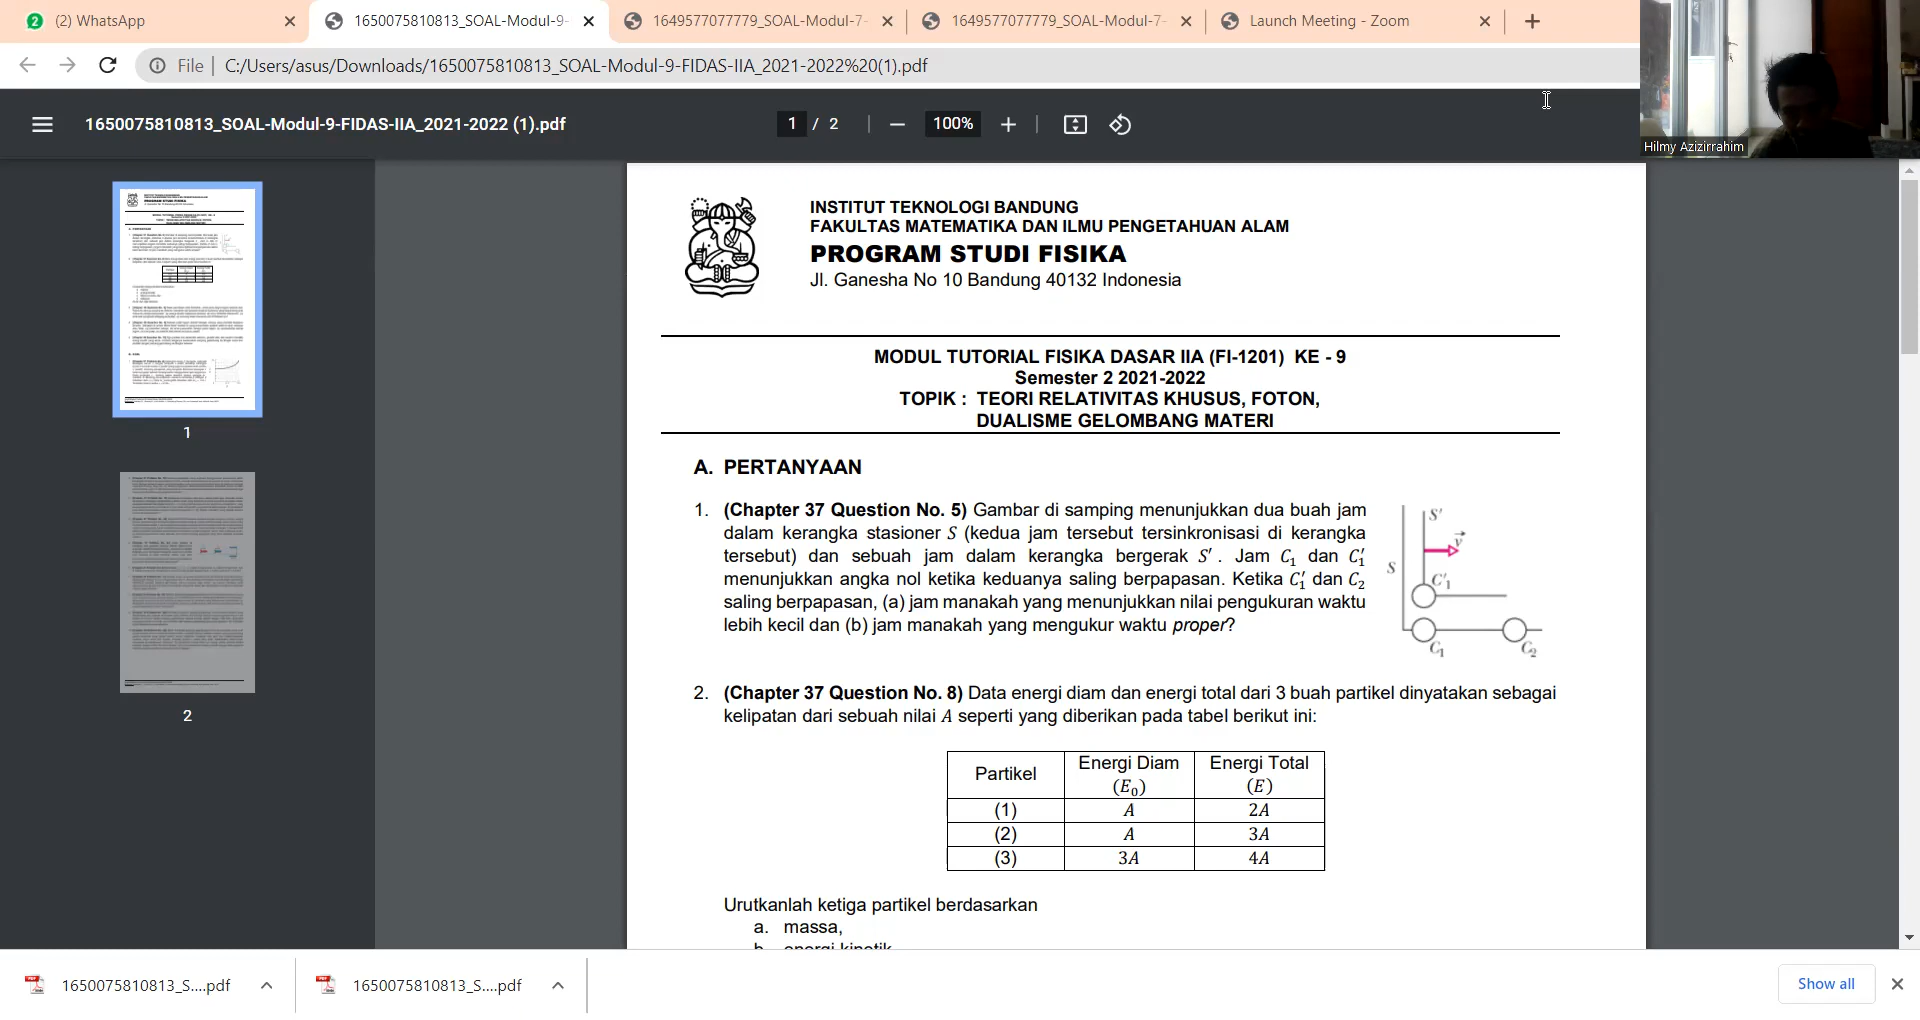 (2) WhatsApp
1650075810813_SOAL-Modul-9-
1649577077779_SOAL-Modul-7-
1649577077779_SOAL-Modul-7-
Launch Meeting - Zoom
File | C:/Users/asus/Downloads/1650075810813_SOAL-Modul-9-FIDAS-IIA_2021-2022%20(1).pdf
1650075810813_SOAL-Modul-9-FIDAS-IIA_2021-2022 (1).pdf
1 / 2
100%
Hilmy Azizirrahim
1
2
INSTITUT TEKNOLOGI BANDUNG
FAKULTAS MATEMATIKA DAN ILMU PENGETAHUAN ALAM
PROGRAM STUDI FISIKA
Jl. Ganesha No 10 Bandung 40132 Indonesia
MODUL TUTORIAL FISIKA DASAR IIA (FI-1201) KE - 9
Semester 2 2021-2022
TOPIK : TEORI RELATIVITAS KHUSUS, FOTON,
DUALISME GELOMBANG MATERI
A. PERTANYAAN
1. (Chapter 37 Question No. 5) Gambar di samping menunjukkan dua buah jam
dalam kerangka stasioner S (kedua jam tersebut tersinkronisasi di kerangka
tersebut) dan sebuah jam dalam kerangka bergerak S′ . Jam C₁ dan C₁′
menunjukkan angka nol ketika keduanya saling berpapasan. Ketika C₁′ dan C₂
saling berpapasan, (a) jam manakah yang menunjukkan nilai pengukuran waktu
lebih kecil dan (b) jam manakah yang mengukur waktu proper?
S'
v
S
C'₁
C₁
C₂
2. (Chapter 37 Question No. 8) Data energi diam dan energi total dari 3 buah partikel dinyatakan sebagai
kelipatan dari sebuah nilai A seperti yang diberikan pada tabel berikut ini:
Partikel Energi Diam (E₀) Energi Total (E)
(1) A 2A
(2) A 3A
(3) 3A 4A
Urutkanlah ketiga partikel berdasarkan
a. massa,
b. energi kinetik
1650075810813_S....pdf
1650075810813_S....pdf
Show all